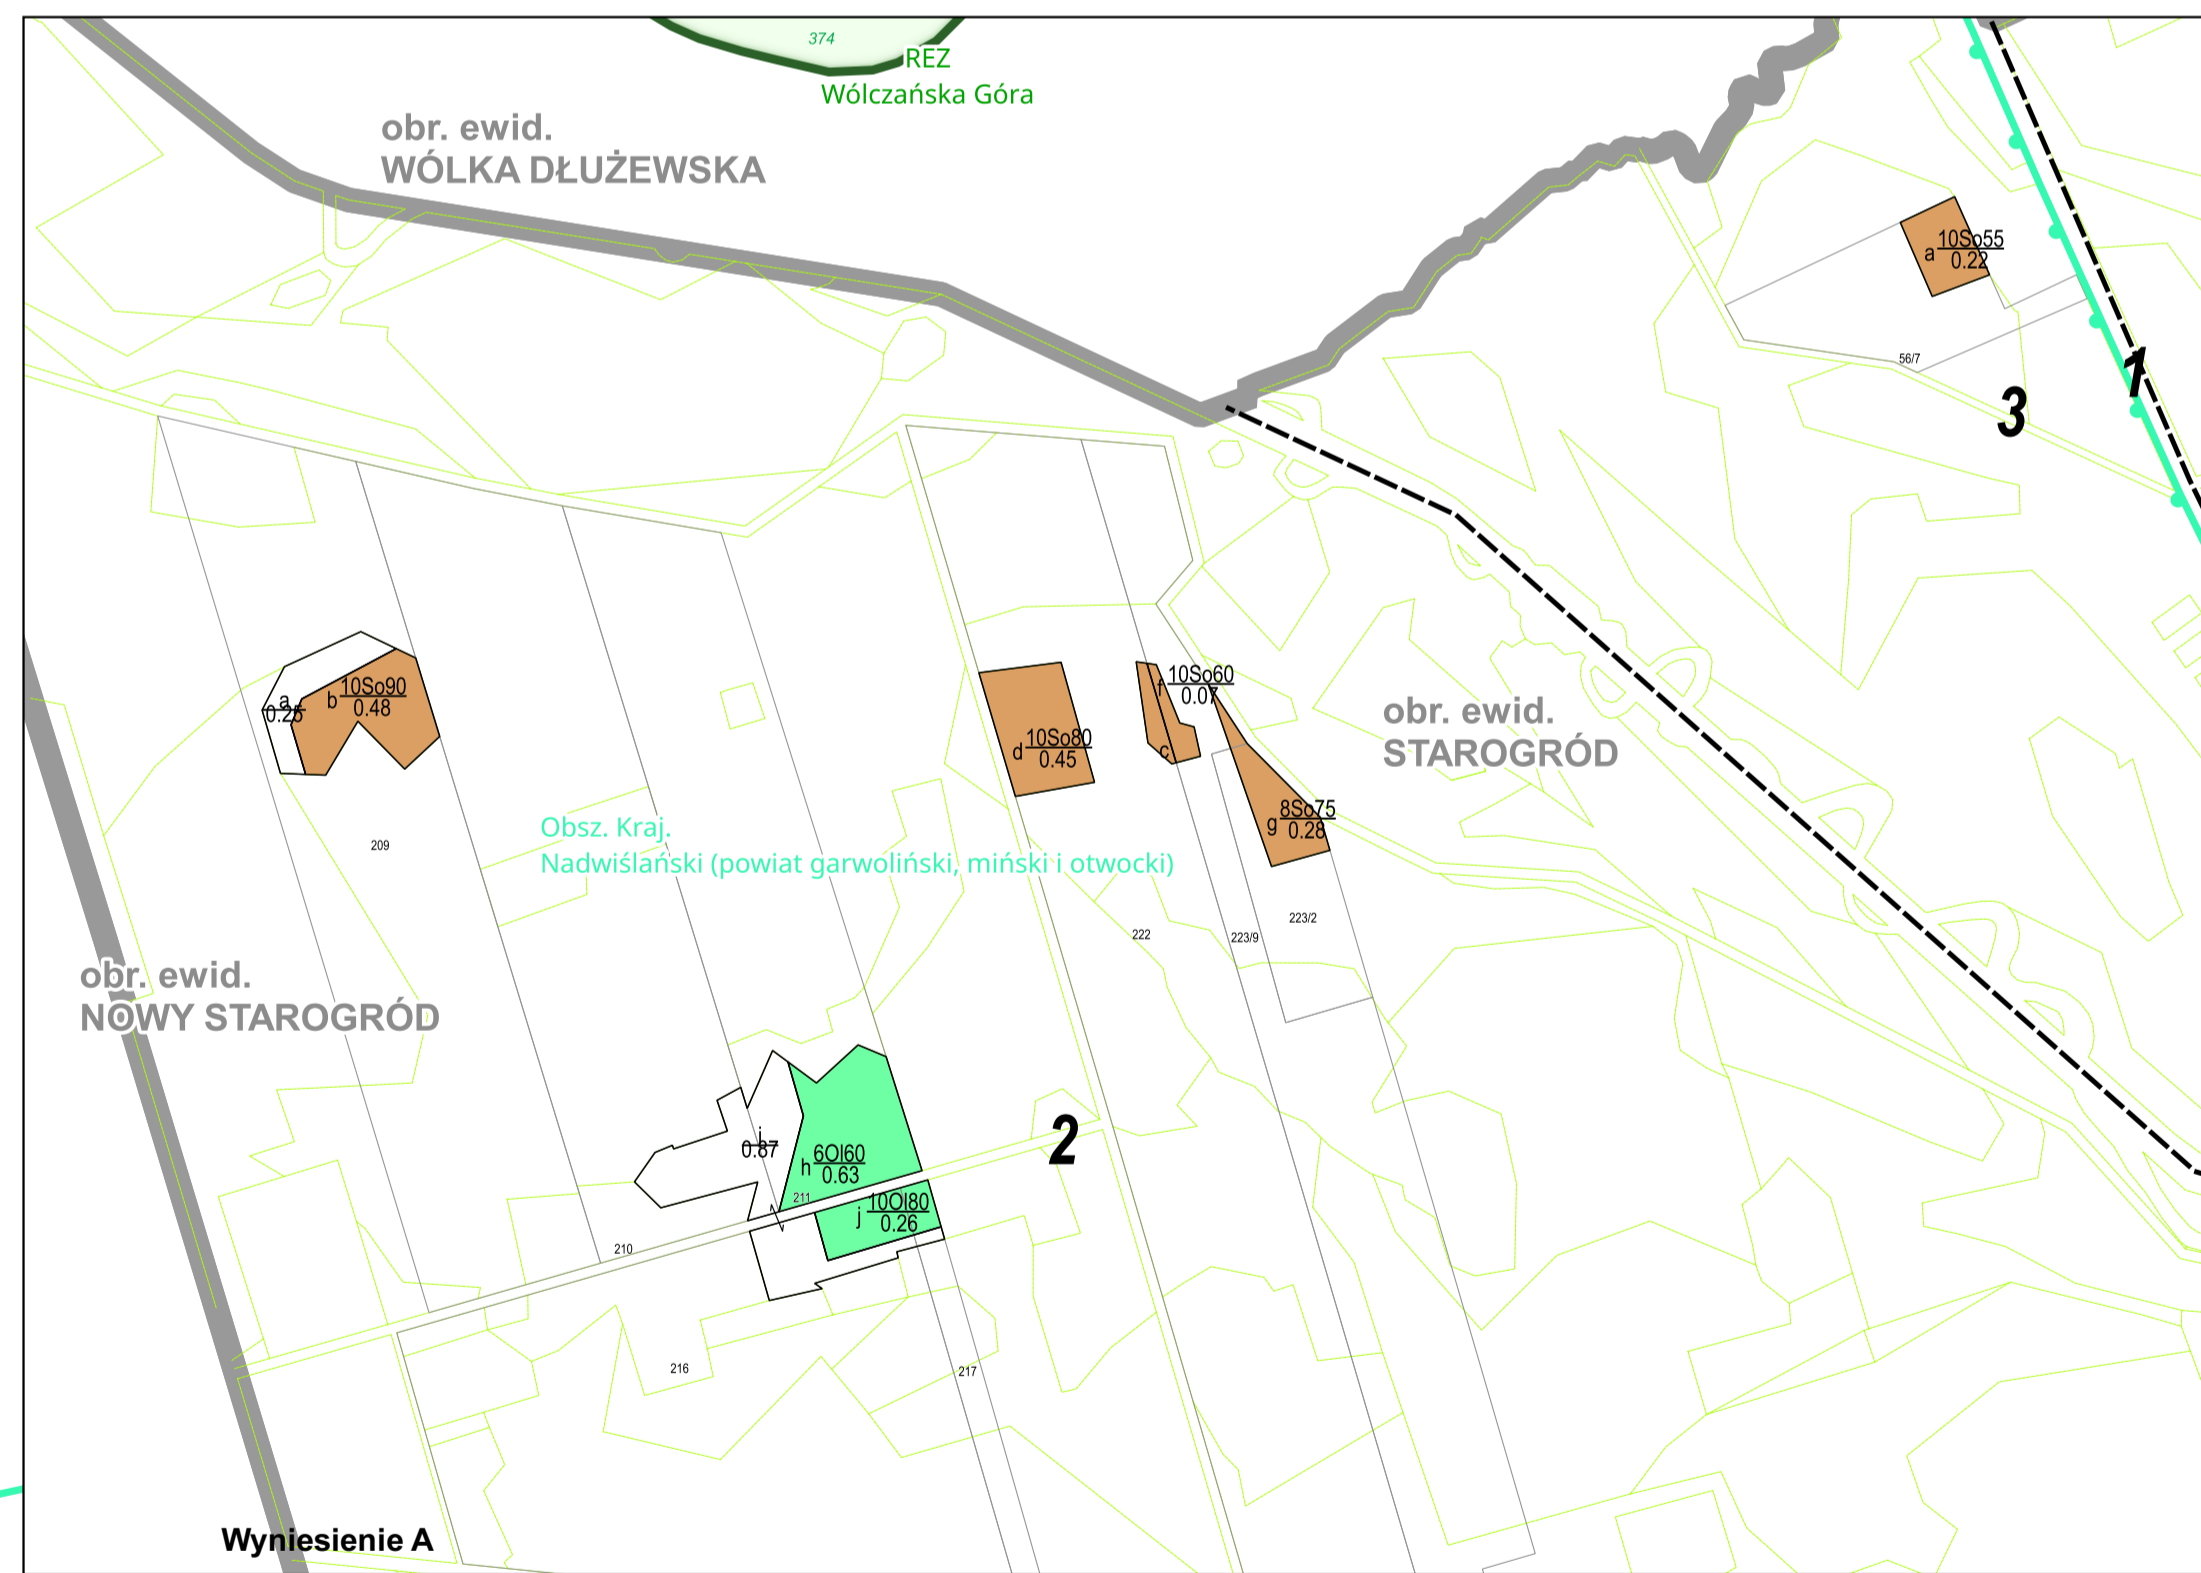 374
REZ
Wólczańska Góra
obr. ewid.
WÓLKA DŁUŻEWSKA
a 10So55
0.22
56/7
1
3
a
0.25
b 10So90
0.48
f 10So60
0.07
c
d 10So80
0.45
obr. ewid.
STAROGRÓD
g 8So75
0.28
Obsz. Kraj.
Nadwiślański (powiat garwoliński, miński i otwocki)
209
222
223/9
223/2
obr. ewid.
NOWY STAROGRÓD
i
0.87
h 6Ol60
0.63
2
211
j 10Ol80
0.26
210
216
217
Wyniesienie A